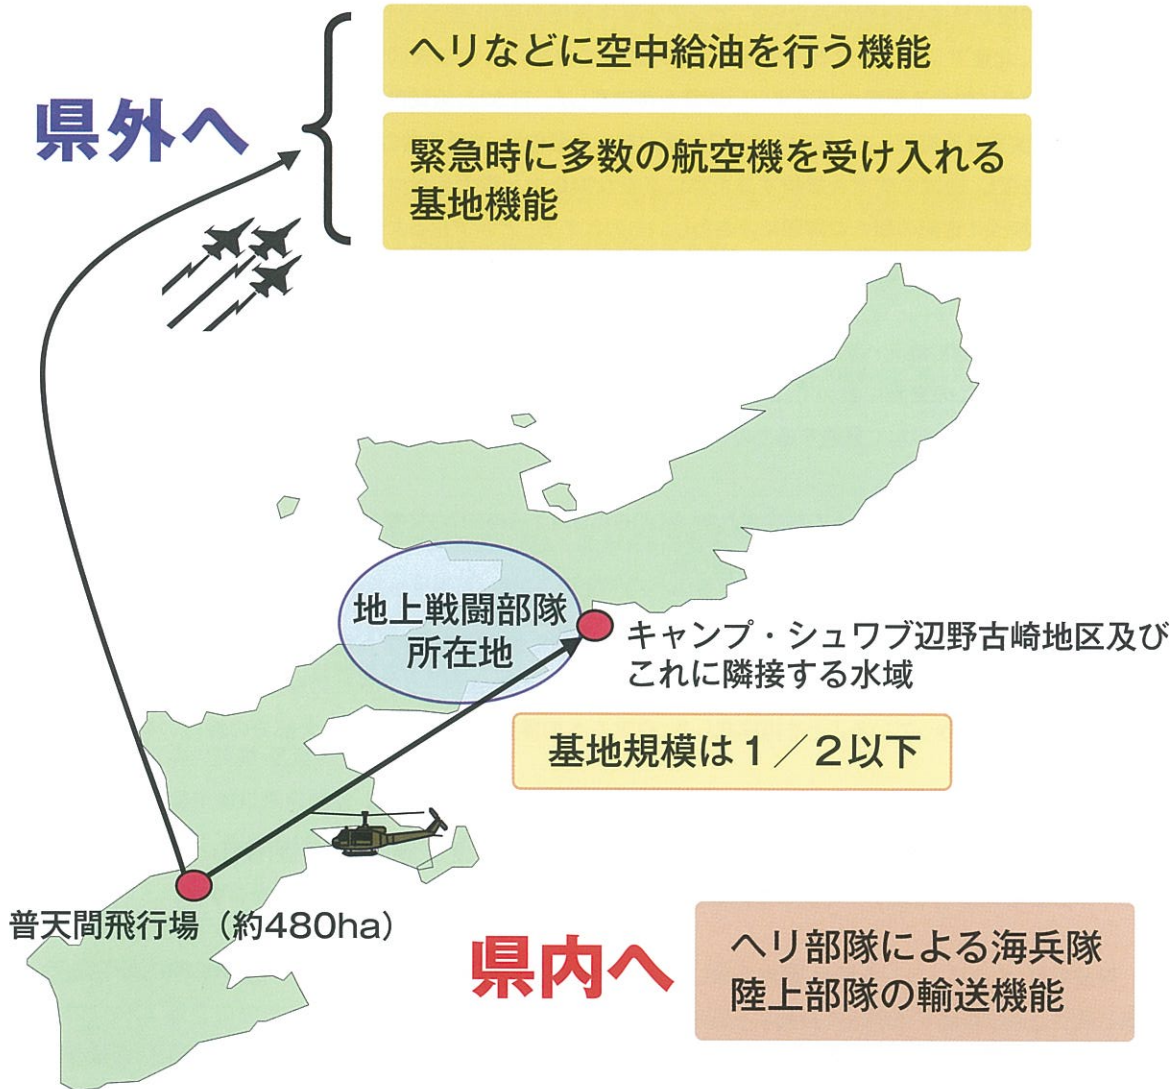 ヘリなどに空中給油を行う機能
県外へ
緊急時に多数の航空機を受け入れる
基地機能
地上戦闘部隊
所在地
キャンプ・シュワブ辺野古崎地区及び
これに隣接する水域
基地規模は1／2以下
普天間飛行場（約480ha）
県内へ
ヘリ部隊による海兵隊
陸上部隊の輸送機能